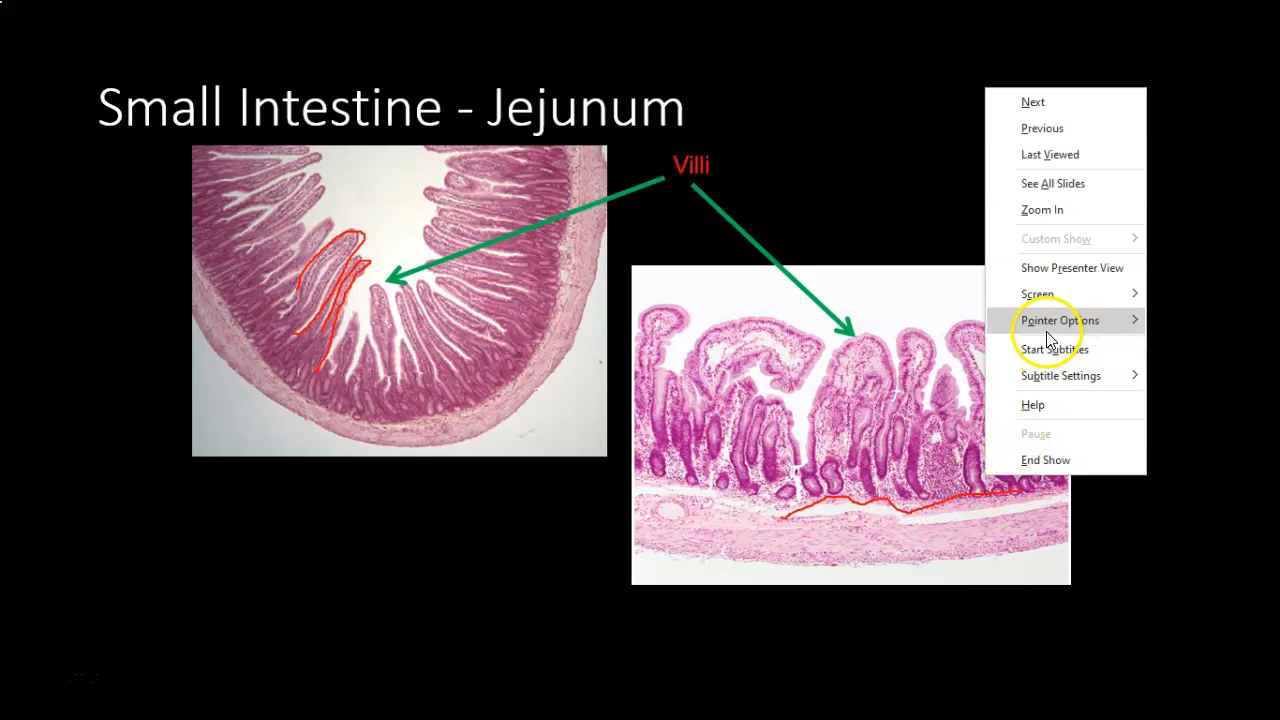 Small Intestine - Jejunum
Villi
Next
Previous
Last Viewed
See All Slides
Zoom In
Custom Show
Show Presenter View
Screen
Pointer Options
Start Subtitles
Subtitle Settings
Help
Pause
End Show